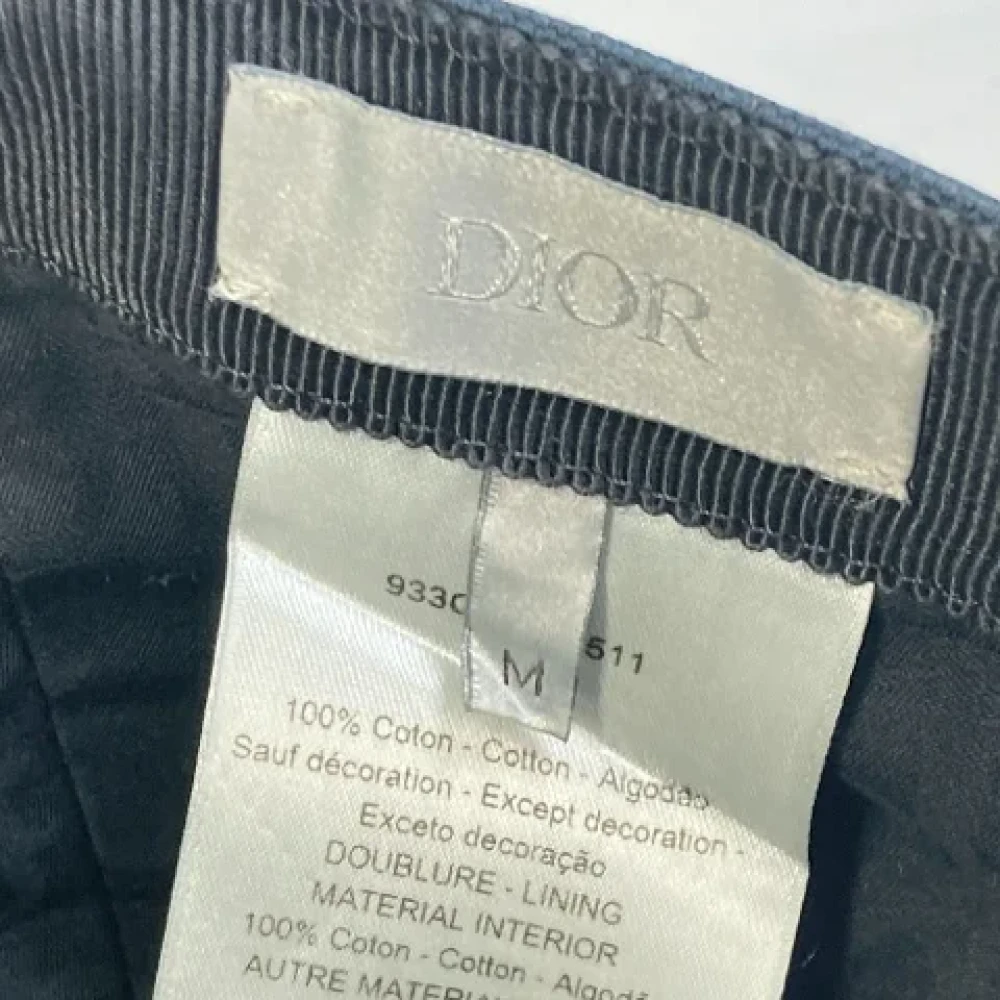 DIOR
933C
511
M
100% Coton - Cotton - Algodão
Sauf décoration - Except decoration -
Exceto decoração
DOUBLURE - LINING
MATERIAL INTERIOR
100% Coton - Cotton -
AUTRE